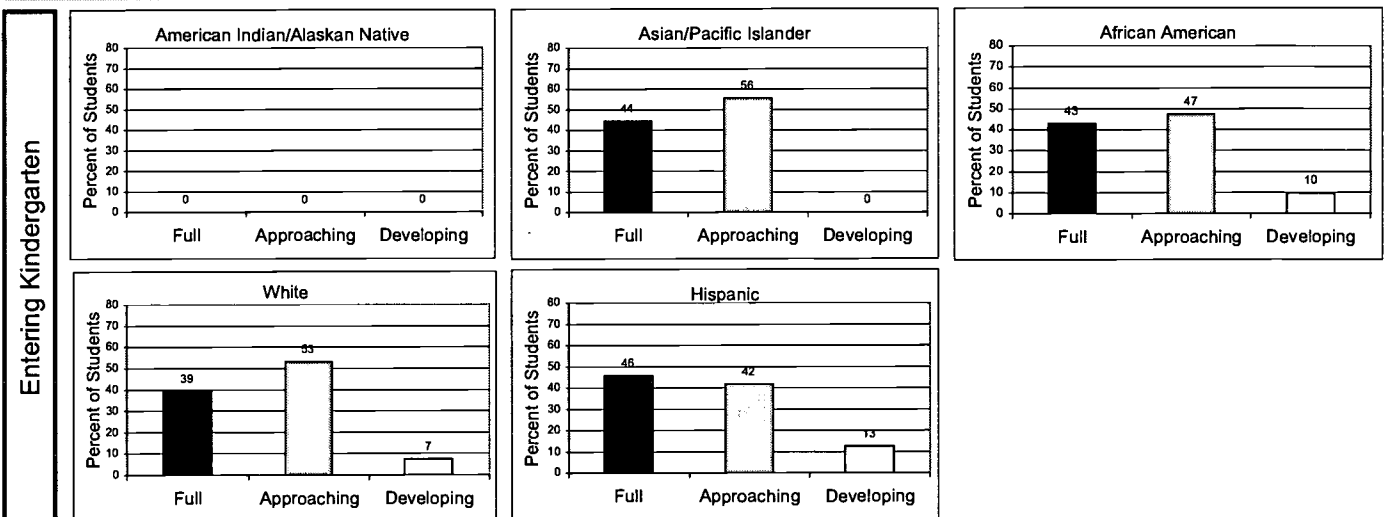 Entering Kindergarten
American Indian/Alaskan Native
Percent of Students
80
70
60
50
40
30
20
10
0
0 0 0
Full Approaching Developing
Asian/Pacific Islander
Percent of Students
80
70
60
50
40
30
20
10
0
44 56 0
Full Approaching Developing
African American
Percent of Students
80
70
60
50
40
30
20
10
0
43 47 10
Full Approaching Developing
White
Percent of Students
80
70
60
50
40
30
20
10
0
39 53 7
Full Approaching Developing
Hispanic
Percent of Students
80
70
60
50
40
30
20
10
0
46 42 13
Full Approaching Developing